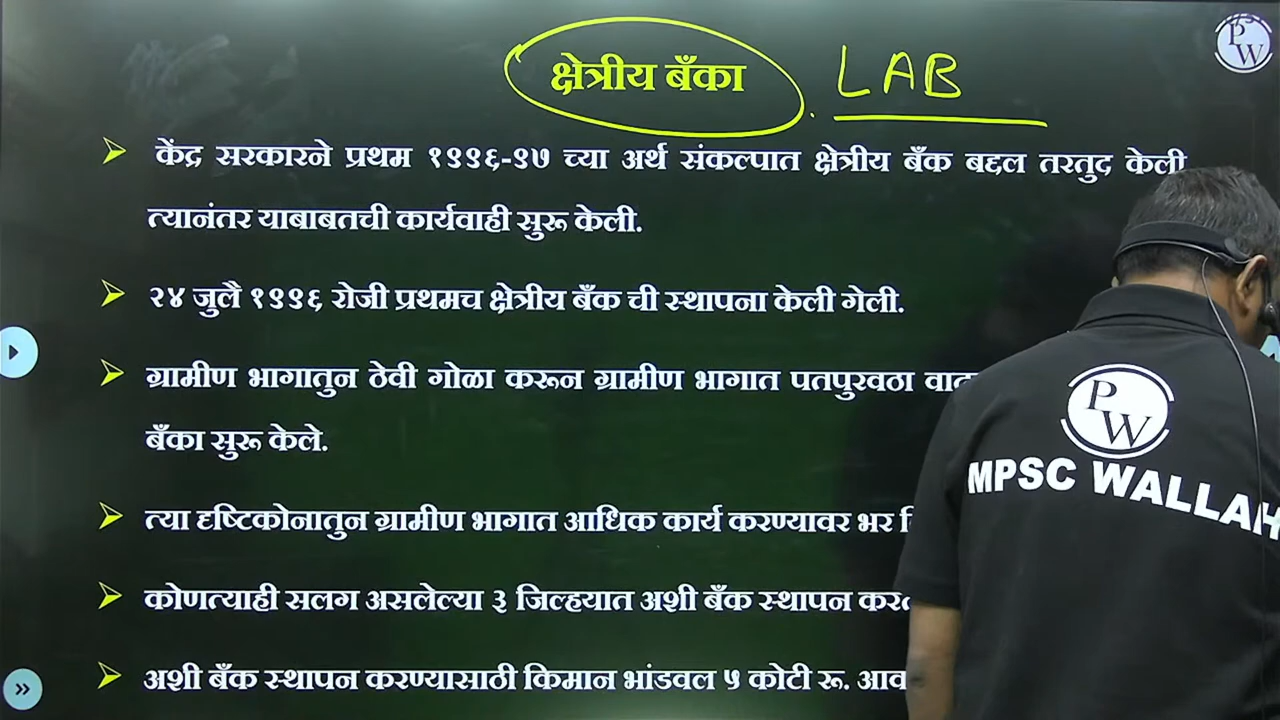 क्षेत्रीय बँका LAB
PW
केंद्र सरकारने प्रथम १९९६-९७ च्या अर्थ संकल्पात क्षेत्रीय बँक बद्दल तरतुद केली
त्यानंतर याबाबतची कार्यवाही सुरू केली.
२४ जुलै १९९६ रोजी प्रथमच क्षेत्रीय बँक ची स्थापना केली गेली.
ग्रामीण भागातुन ठेवी गोळा करून ग्रामीण भागात पतपुरवठा
बँका सुरू केले.
त्या दृष्टिकोनातुन ग्रामीण भागात आधिक कार्य करण्यावर भर
कोणत्याही सलग असलेल्या ३ जिल्हयात अशी बँक स्थापन
अशी बँक स्थापन करण्यासाठी किमान भांडवल ५ कोटी रू.
PW
MPSC WALLAH